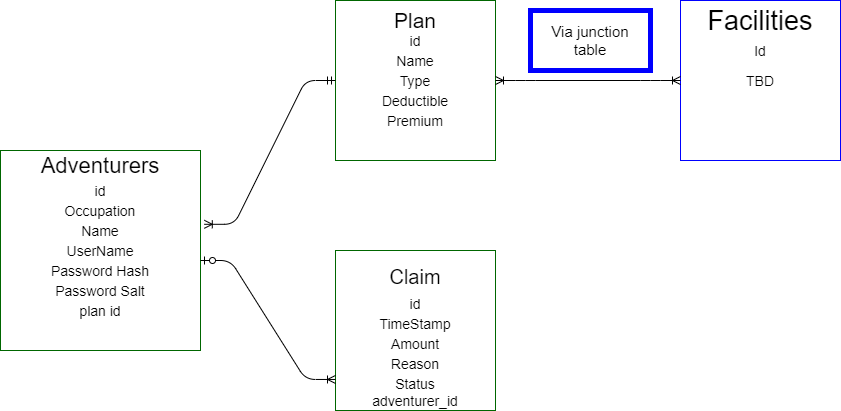 Plan
id
Name
Type
Deductible
Premium
Via junction
table
Facilities
Id
TBD
Adventurers
id
Occupation
Name
UserName
Password Hash
Password Salt
plan id
Claim
id
TimeStamp
Amount
Reason
Status
adventurer_id